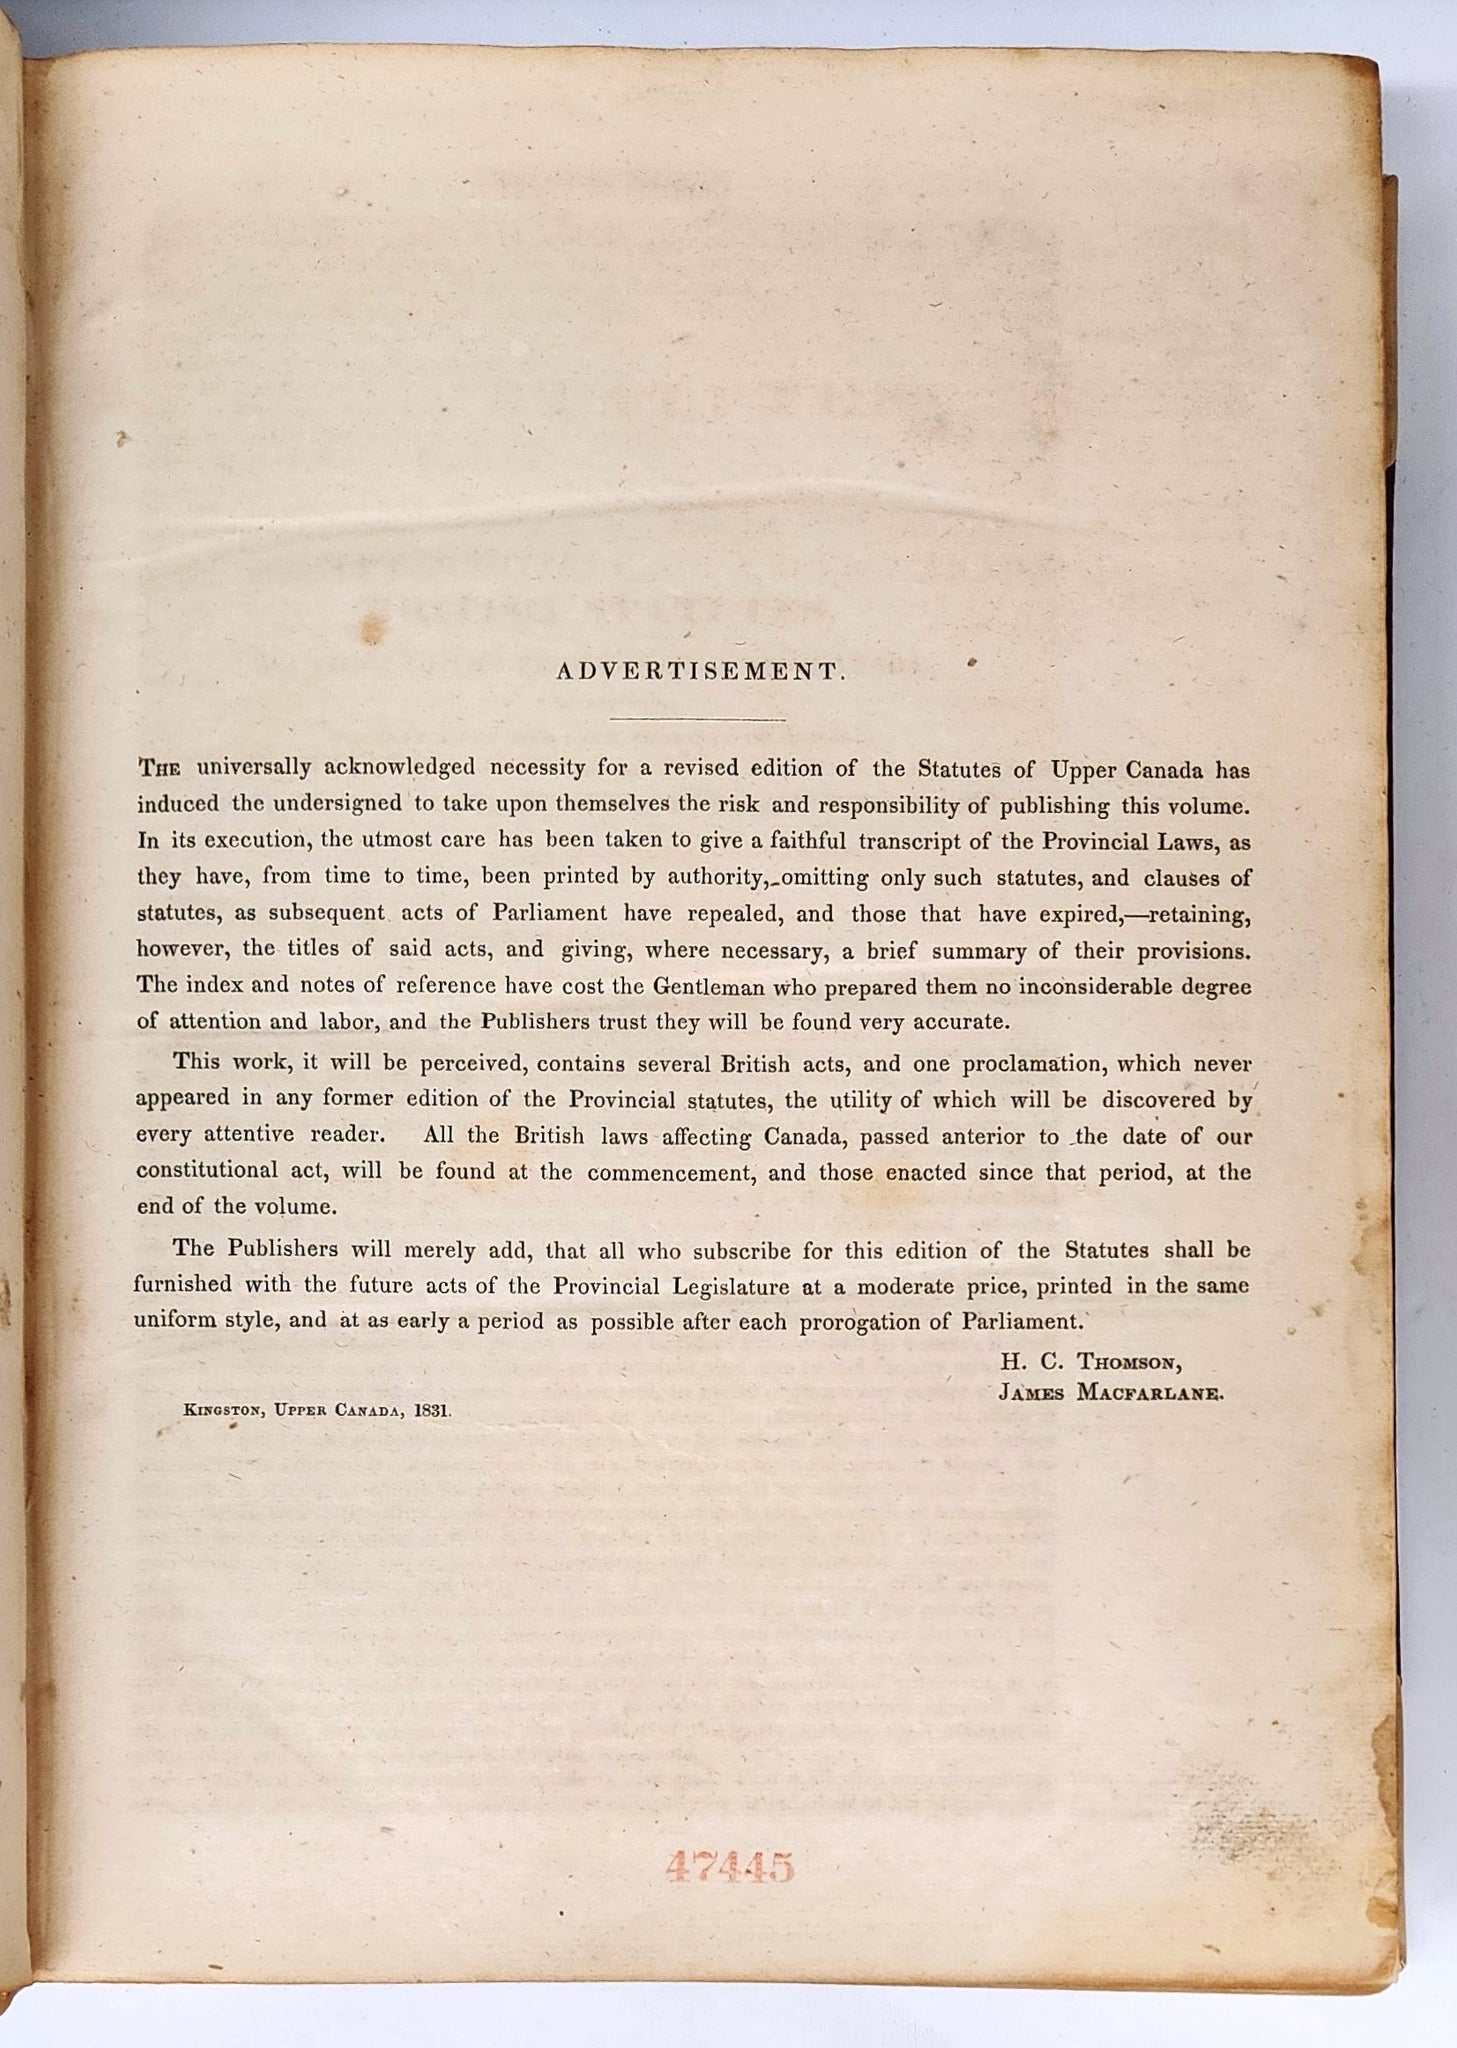 ADVERTISEMENT.
THE universally acknowledged necessity for a revised edition of the Statutes of Upper Canada has
induced the undersigned to take upon themselves the risk and responsibility of publishing this volume.
In its execution, the utmost care has been taken to give a faithful transcript of the Provincial Laws, as
they have, from time to time, been printed by authority, omitting only such statutes, and clauses of
statutes, as subsequent acts of Parliament have repealed, and those that have expired,—retaining,
however, the titles of said acts, and giving, where necessary, a brief summary of their provisions.
The index and notes of reference have cost the Gentleman who prepared them no inconsiderable degree
of attention and labor, and the Publishers trust they will be found very accurate.
This work, it will be perceived, contains several British acts, and one proclamation, which never
appeared in any former edition of the Provincial statutes, the utility of which will be discovered by
every attentive reader. All the British laws affecting Canada, passed anterior to the date of our
constitutional act, will be found at the commencement, and those enacted since that period, at the
end of the volume.
The Publishers will merely add, that all who subscribe for this edition of the Statutes shall be
furnished with the future acts of the Provincial Legislature at a moderate price, printed in the same
uniform style, and at as early a period as possible after each prorogation of Parliament.
H. C. THOMSON,
JAMES MACFARLANE.
KINGSTON, UPPER CANADA, 1831.
47445